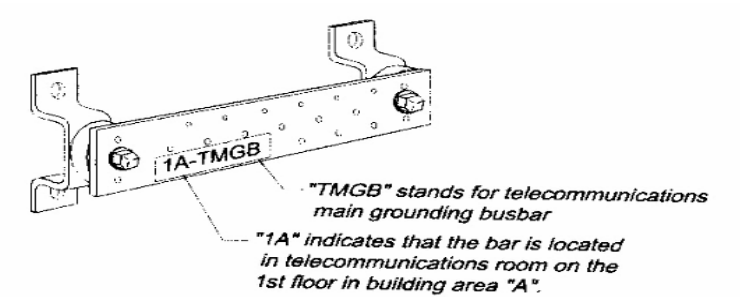 1A-TMGB
"TMGB" stands for telecommunications
main grounding busbar
"1A" indicates that the bar is located
in telecommunications room on the
1st floor in building area "A".